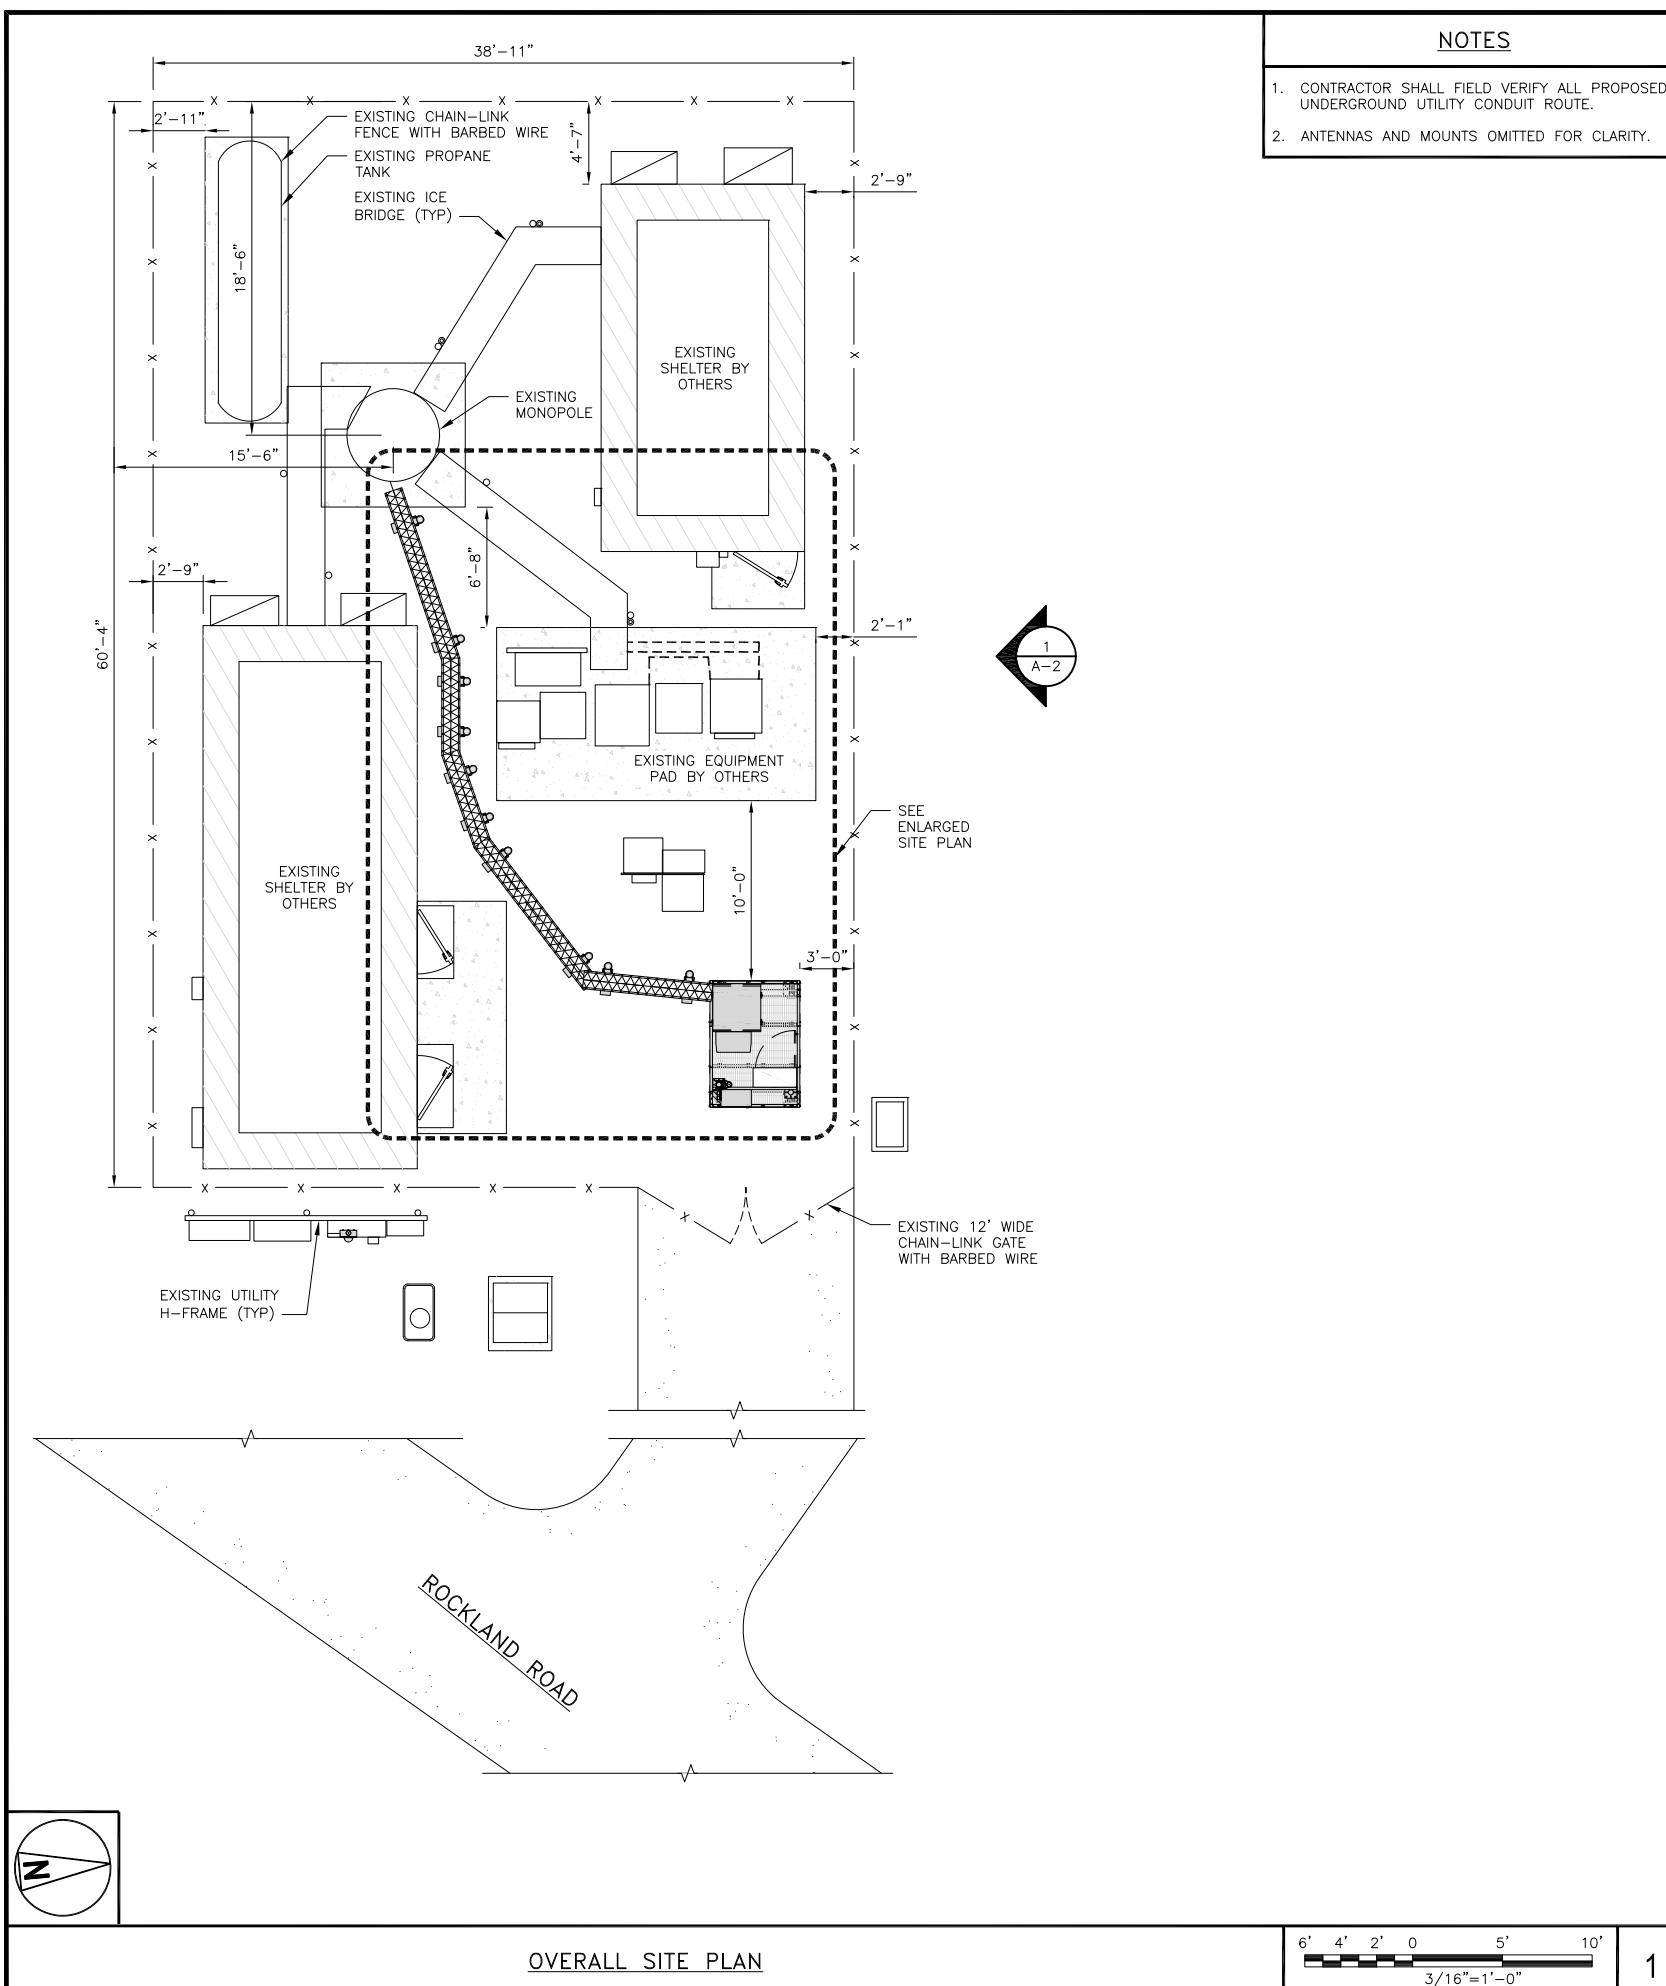 NOTES
1. CONTRACTOR SHALL FIELD VERIFY ALL PROPOSED
UNDERGROUND UTILITY CONDUIT ROUTE.
2. ANTENNAS AND MOUNTS OMITTED FOR CLARITY.
38'-11"
2'-11"
EXISTING CHAIN-LINK
FENCE WITH BARBED WIRE
EXISTING PROPANE
TANK
EXISTING ICE
BRIDGE (TYP)
4'-7"
2'-9"
18'-6"
EXISTING
SHELTER BY
OTHERS
EXISTING
MONOPOLE
15'-6"
6'-8"
2'-9"
60'-4"
2'-1"
1
A-2
EXISTING EQUIPMENT
PAD BY OTHERS
SEE
ENLARGED
SITE PLAN
EXISTING
SHELTER BY
OTHERS
10'-0"
3'-0"
EXISTING 12' WIDE
CHAIN-LINK GATE
WITH BARBED WIRE
EXISTING UTILITY
H-FRAME (TYP)
ROCKLAND ROAD
N
OVERALL SITE PLAN
6' 4' 2' 0 5' 10'
3/16"=1'-0"
1